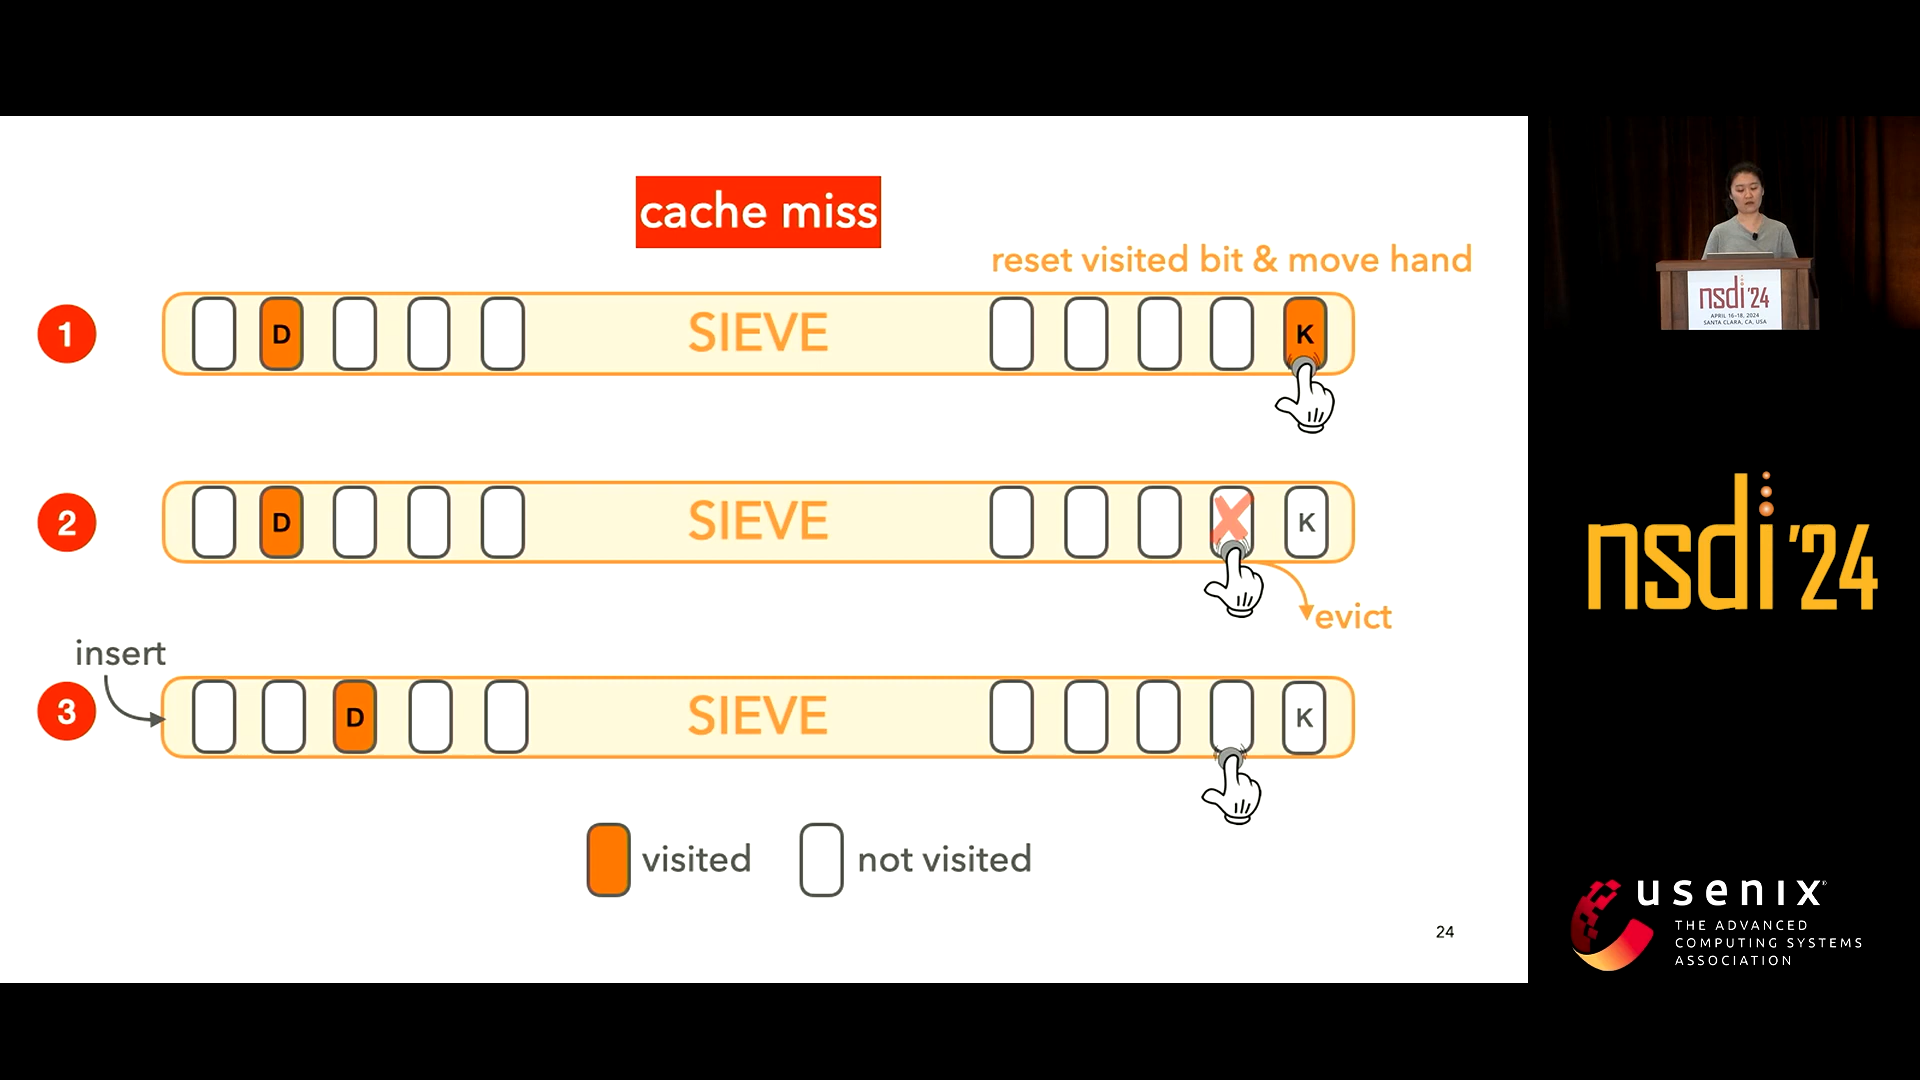 cache miss
reset visited bit & move hand
1
D
SIEVE
K
2
D
SIEVE
K
evict
insert
3
D
SIEVE
K
visited
not visited
24
nsdi '24
APRIL 16–18, 2024
SANTA CLARA, CA, USA
nsdi '24
usenix
THE ADVANCED
COMPUTING SYSTEMS
ASSOCIATION